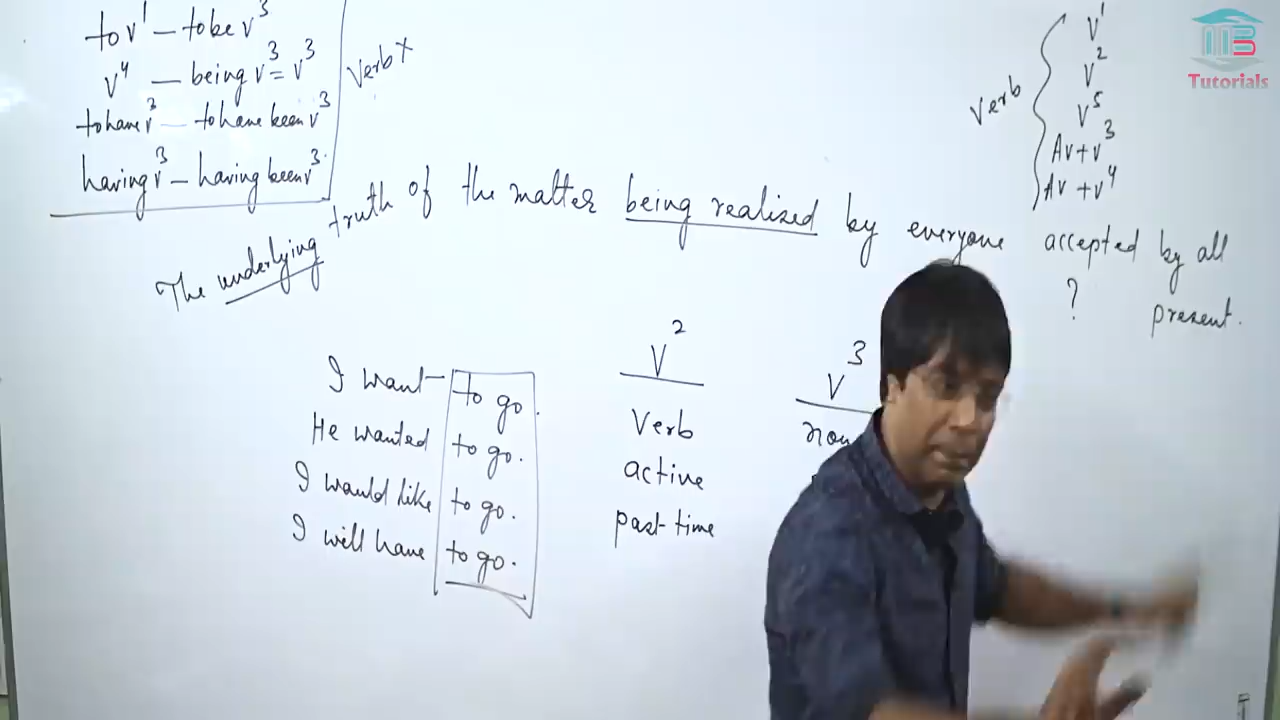 to v¹ – to be v³
v⁴ – being v³ = v³
to have v³ – to have been v³
having v³ – having been v³
Verb ×
Verb
V¹
V²
V⁵
Av+v³
Av+v⁴
MB
Tutorials
The underlying truth of the matter being realized by everyone accepted by all
?
present.
I want – to go.
He wanted to go.
I would like to go.
I will have to go.
V²
Verb
active
past time
V³